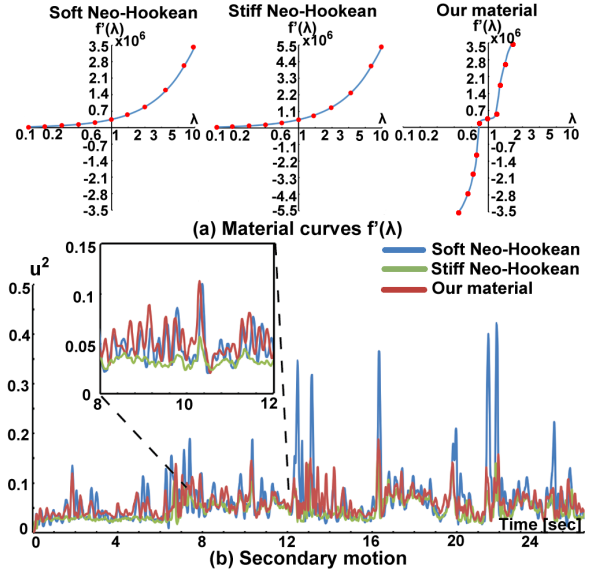 Soft Neo-Hookean
f'(λ)
x10⁶
3.5
2.8
2.1
1.4
0.7
λ
0.1 0.2 0.6 1 2 3 5 10
-0.7
-1.4
-2.1
-2.8
-3.5
Stiff Neo-Hookean
f'(λ)
x10⁶
5.5
4.4
3.3
2.2
1.1
λ
0.1 0.2 0.6 1 2 3 5 10
-1.1
-2.2
-3.3
-4.4
-5.5
Our material
f'(λ)
x10⁶
3.5
2.8
2.1
1.4
0.7
λ
0.1 0.2 0.6 1 2 3 5 10
-0.7
-1.4
-2.1
-2.8
-3.5
(a) Material curves f'(λ)
Soft Neo-Hookean
Stiff Neo-Hookean
Our material
u²
0.5
0.4
0.3
0.2
0.1
0
0.15
0.1
0.05
0
8 10 12
Time [sec]
0 4 8 12 16 20 24
(b) Secondary motion